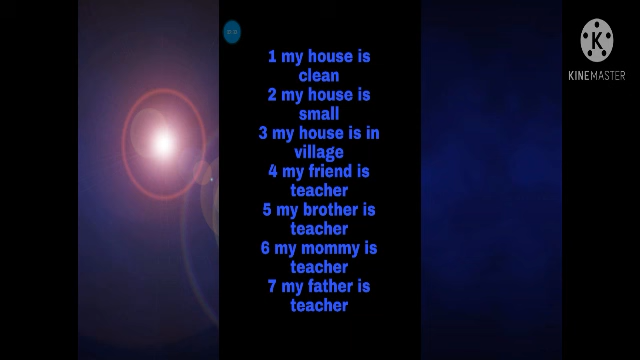 1 my house is
clean
2 my house is
small
3 my house is in
village
4 my friend is
teacher
5 my brother is
teacher
6 my mommy is
teacher
7 my father is
teacher
K
KINEMASTER